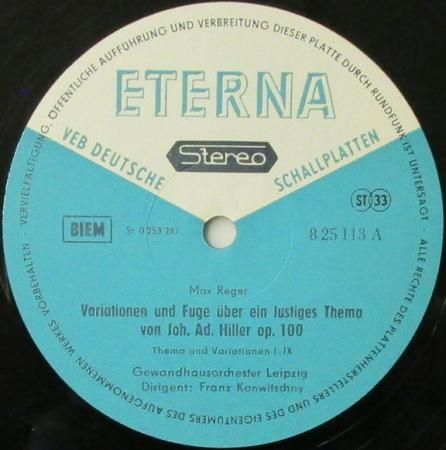 ALLE RECHTE DES PLATTENHERSTELLERS UND DES EIGENTÜMERS DES AUFGENOMMENEN WERKES VORBEHALTEN · VERVIELFÄLTIGUNG, ÖFFENTLICHE AUFFÜHRUNG UND VERBREITUNG DIESER PLATTE DURCH RUNDFUNK IST UNTERSAGT ·
ETERNA
VEB DEUTSCHE SCHALLPLATTEN
Stereo
ST 33
BIEM
St 0 253 297
8 25 113 A
Max Reger
Variationen und Fuge über ein lustiges Thema
von Joh. Ad. Hiller op. 100
Thema und Variationen I-IX
Gewandhausorchester Leipzig
Dirigent: Franz Konwitschny